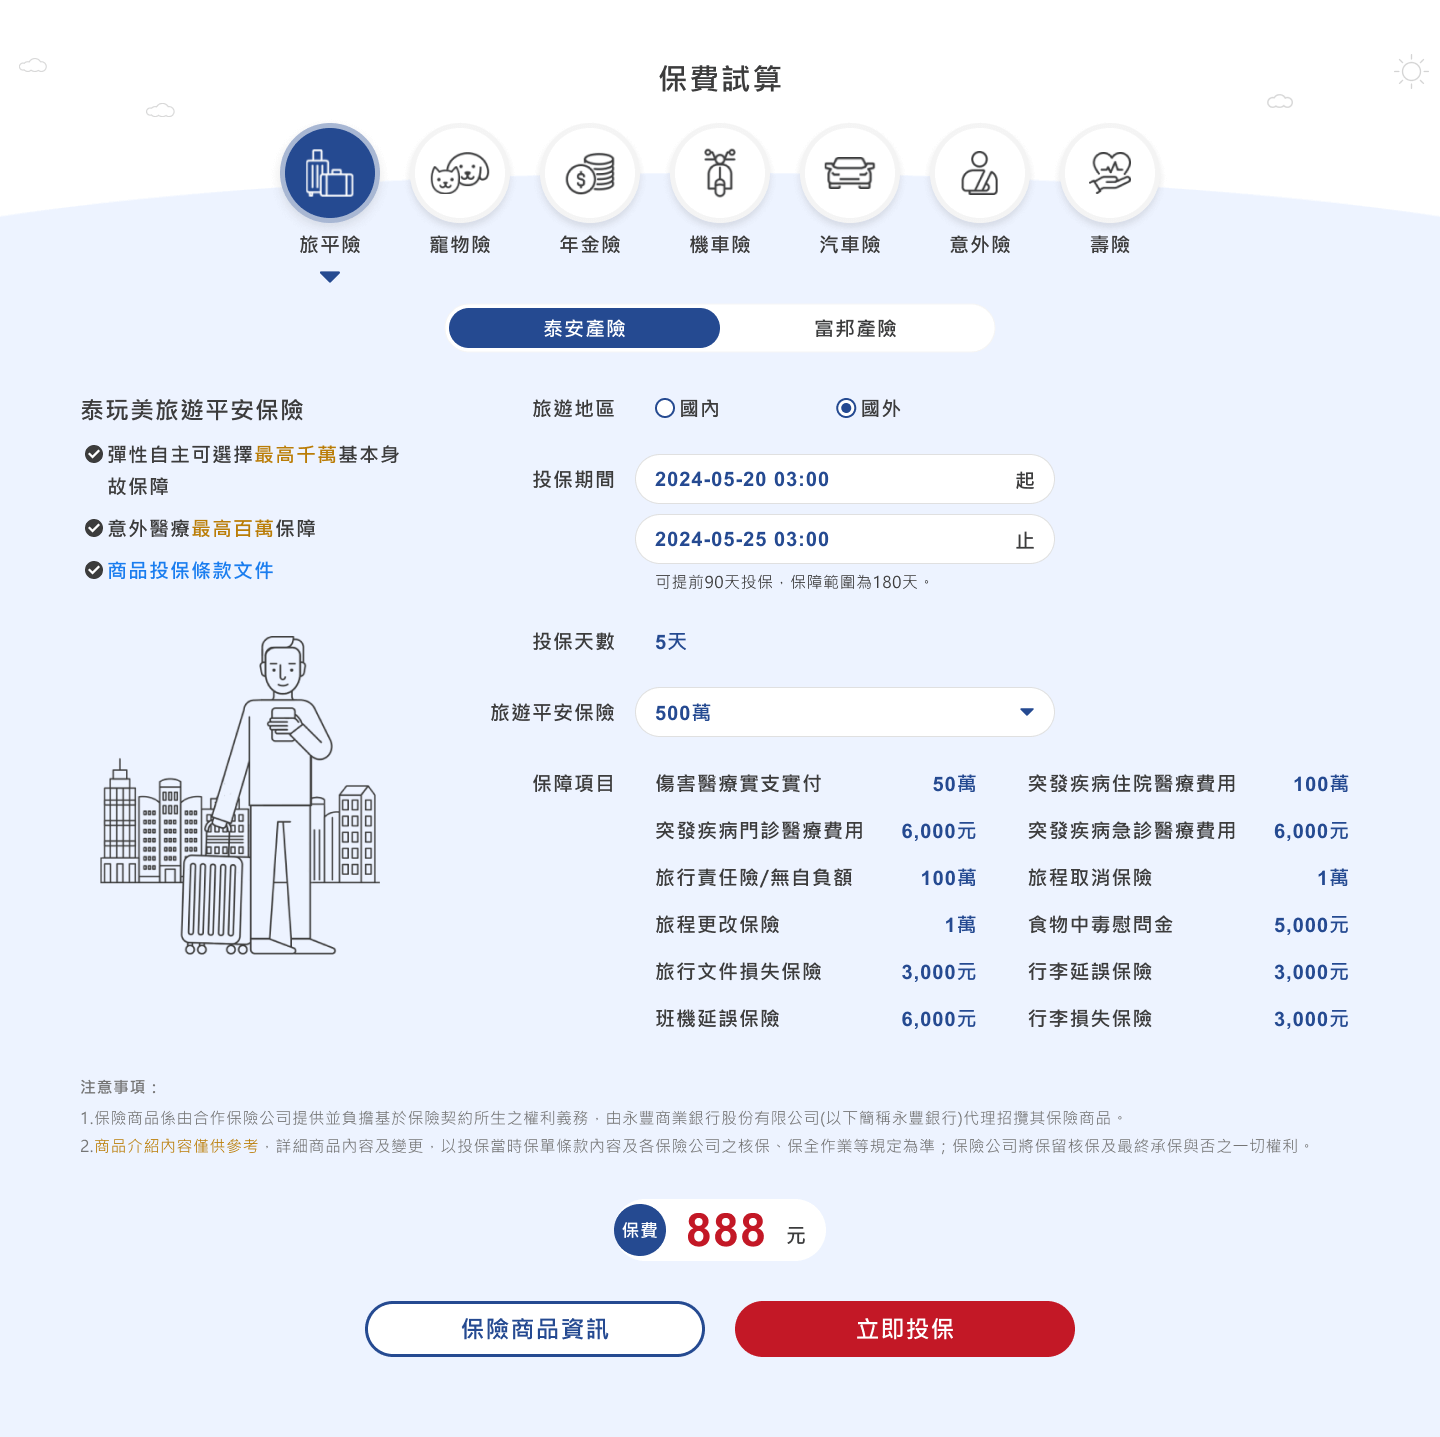 保費試算
旅平險
寵物險
年金險
機車險
汽車險
意外險
壽險
泰安產險
富邦產險
泰玩美旅遊平安保險
彈性自主可選擇最高千萬基本身
故保障
意外醫療最高百萬保障
商品投保條款文件
旅遊地區
國內
國外
投保期間
2024-05-20 03:00 起
2024-05-25 03:00 止
可提前90天投保，保障範圍為180天。
投保天數
5天
旅遊平安保險
500萬
保障項目
傷害醫療實支實付 50萬
突發疾病住院醫療費用 100萬
突發疾病門診醫療費用 6,000元
突發疾病急診醫療費用 6,000元
旅行責任險/無自負額 100萬
旅程取消保險 1萬
旅程更改保險 1萬
食物中毒慰問金 5,000元
旅行文件損失保險 3,000元
行李延誤保險 3,000元
班機延誤保險 6,000元
行李損失保險 3,000元
注意事項：
1.保險商品係由合作保險公司提供並負擔基於保險契約所生之權利義務，由永豐商業銀行股份有限公司(以下簡稱永豐銀行)代理招攬其保險商品。
2.商品介紹內容僅供參考，詳細商品內容及變更，以投保當時保單條款內容及各保險公司之核保、保全作業等規定為準；保險公司將保留核保及最終承保與否之一切權利。
保費 888 元
保險商品資訊
立即投保